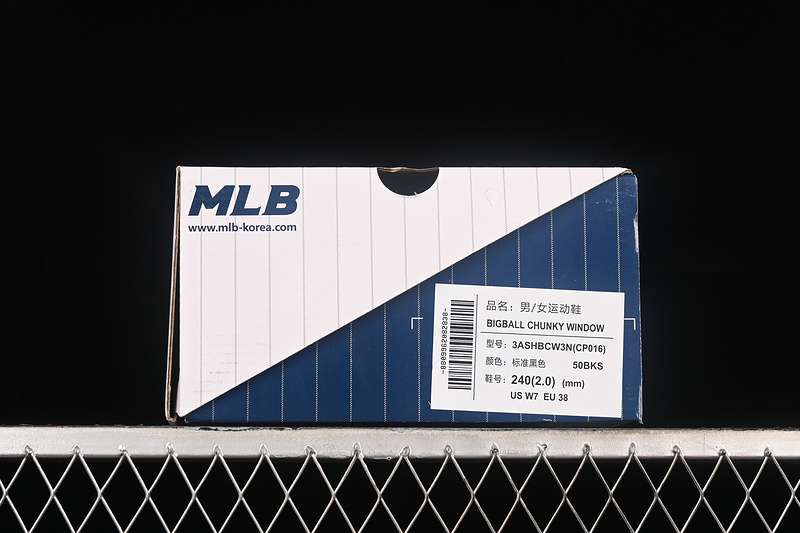 MLB
www.mlb-korea.com
品名: 男/女运动鞋
BIGBALL CHUNKY WINDOW
型号: 3ASHBCW3N(CP016)
颜色: 标准黑色 50BKS
鞋号: 240(2.0) (mm)
US W7 EU 38
-8809962082838-